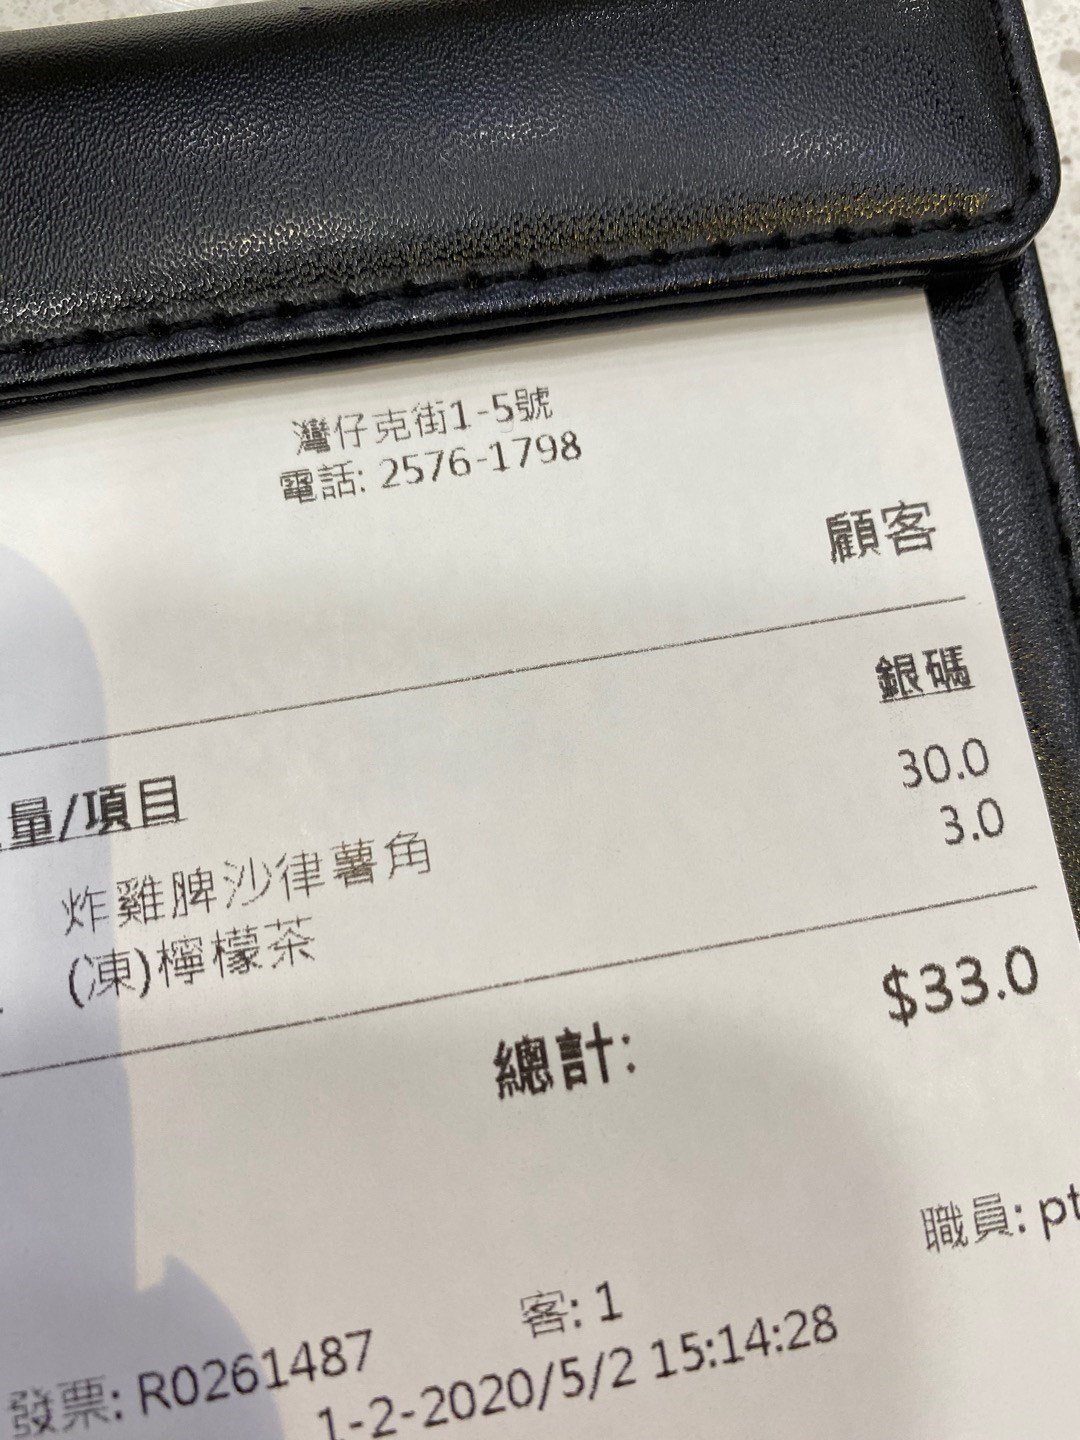 灣仔克街1-5號
電話: 2576-1798
顧客
量/項目 銀碼
炸雞脾沙律薯角 30.0
(凍)檸檬茶 3.0
總計: $33.0
職員: pt
客: 1
發票: R0261487
1-2-2020/5/2 15:14:28